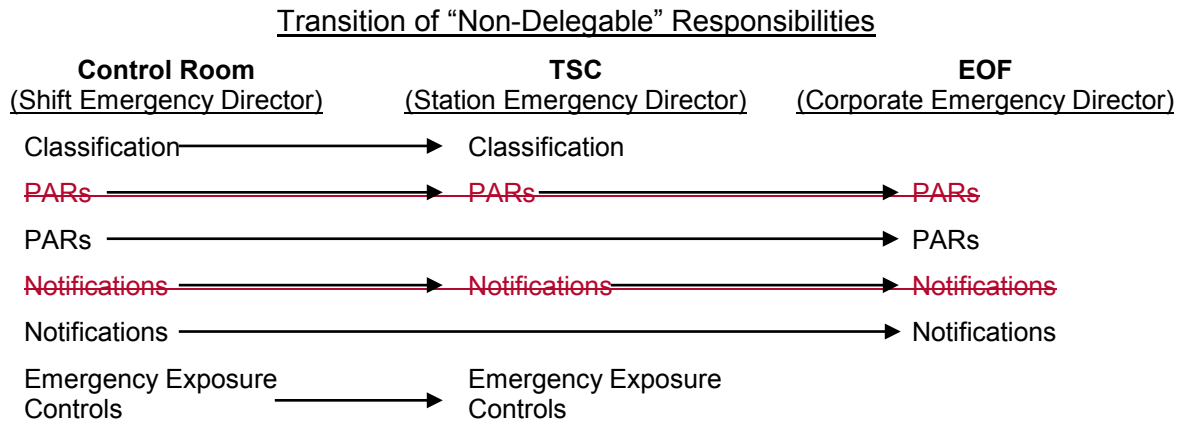 Transition of “Non-Delegable” Responsibilities
Control Room TSC EOF
(Shift Emergency Director) (Station Emergency Director) (Corporate Emergency Director)
Classification Classification
PARs PARs PARs
PARs PARs
Notifications Notifications Notifications
Notifications Notifications
Emergency Exposure Emergency Exposure
Controls Controls